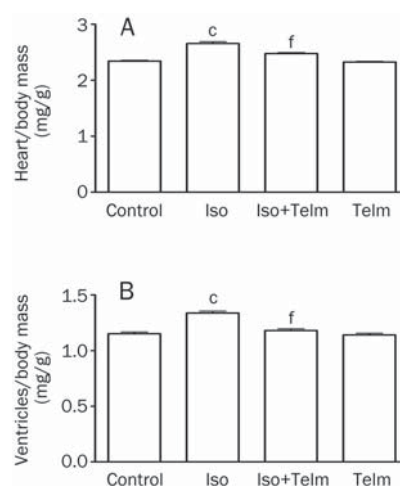 A
Heart/body mass
(mg/g)
3
2
1
0
c
f
Control Iso Iso+Telm Telm
B
Ventricles/body mass
(mg/g)
1.5
1.0
0.5
0.0
c
f
Control Iso Iso+Telm Telm